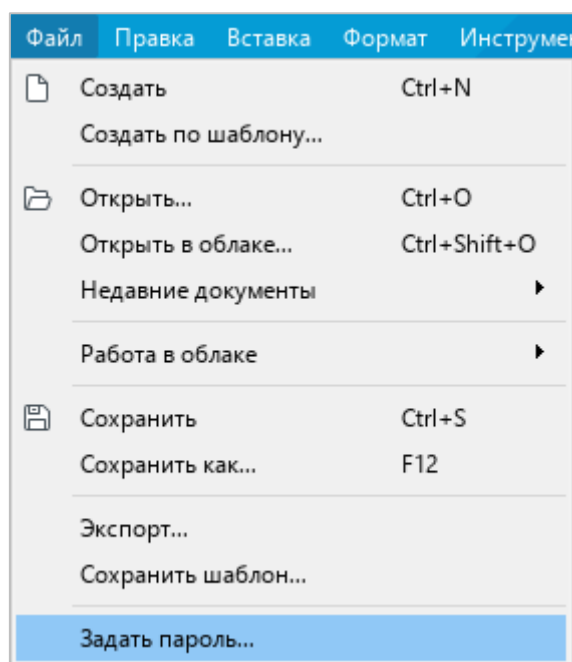 Файл Правка Вставка Формат Инструме
Создать Ctrl+N
Создать по шаблону...
Открыть... Ctrl+O
Открыть в облаке... Ctrl+Shift+O
Недавние документы
Работа в облаке
Сохранить Ctrl+S
Сохранить как... F12
Экспорт...
Сохранить шаблон...
Задать пароль...